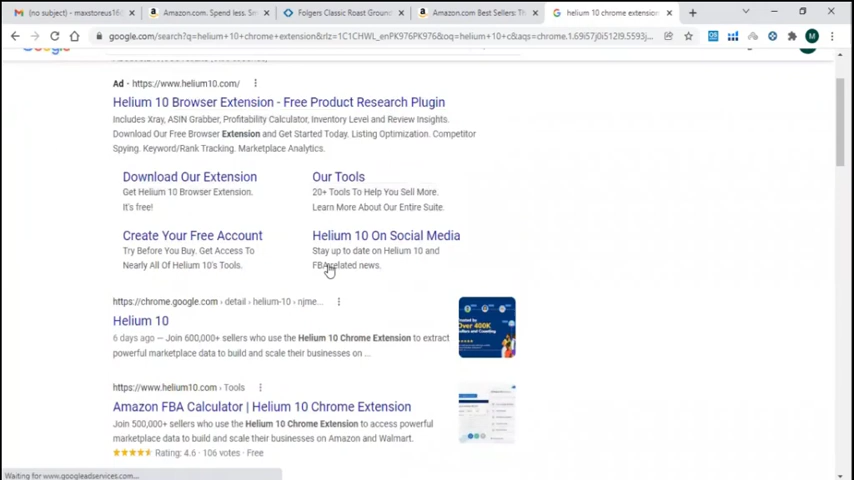 (no subject) - maxstoreus16
Amazon.com. Spend less. S
Folgers Classic Roast Groun
Amazon.com Best Sellers: Th
helium 10 chrome extension
google.com/search?q=helium+10+chrome+extension&rlz=1C1CHWL_enPK976PK976&oq=helium+10+c&aqs=chrome.1.69i57j0i512l9.5593j...
Google
Ad · https://www.helium10.com/
Helium 10 Browser Extension - Free Product Research Plugin
Includes Xray, ASIN Grabber, Profitability Calculator, Inventory Level and Review Insights.
Download Our Free Browser Extension and Get Started Today. Listing Optimization. Competitor
Spying. Keyword/Rank Tracking. Marketplace Analytics.
Download Our Extension
Get Helium 10 Browser Extension.
It's free!
Our Tools
20+ Tools To Help You Sell More.
Learn More About Our Entire Suite.
Create Your Free Account
Try Before You Buy. Get Access To
Nearly All Of Helium 10's Tools.
Helium 10 On Social Media
Stay up to date on Helium 10 and
FBA related news.
https://chrome.google.com › detail › helium-10 › njme...
Helium 10
6 days ago — Join 600,000+ sellers who use the Helium 10 Chrome Extension to extract
powerful marketplace data to build and scale their businesses on ...
Over 400K
https://www.helium10.com › Tools
Amazon FBA Calculator | Helium 10 Chrome Extension
Join 500,000+ sellers who use the Helium 10 Chrome Extension to access powerful
marketplace data to build and scale their businesses on Amazon and Walmart.
Rating: 4.6 · 106 votes · Free
Waiting for www.googleadservices.com...